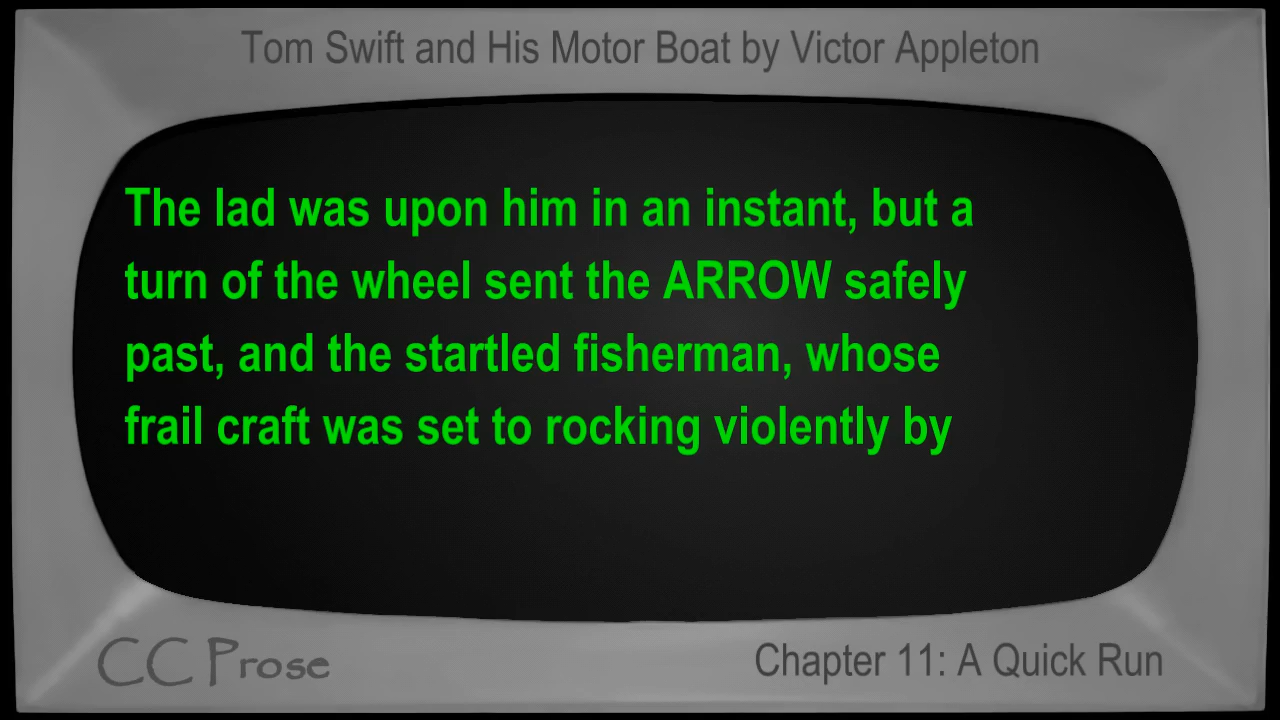 Tom Swift and His Motor Boat by Victor Appleton
The lad was upon him in an instant, but a
turn of the wheel sent the ARROW safely
past, and the startled fisherman, whose
frail craft was set to rocking violently by
CC Prose
Chapter 11: A Quick Run